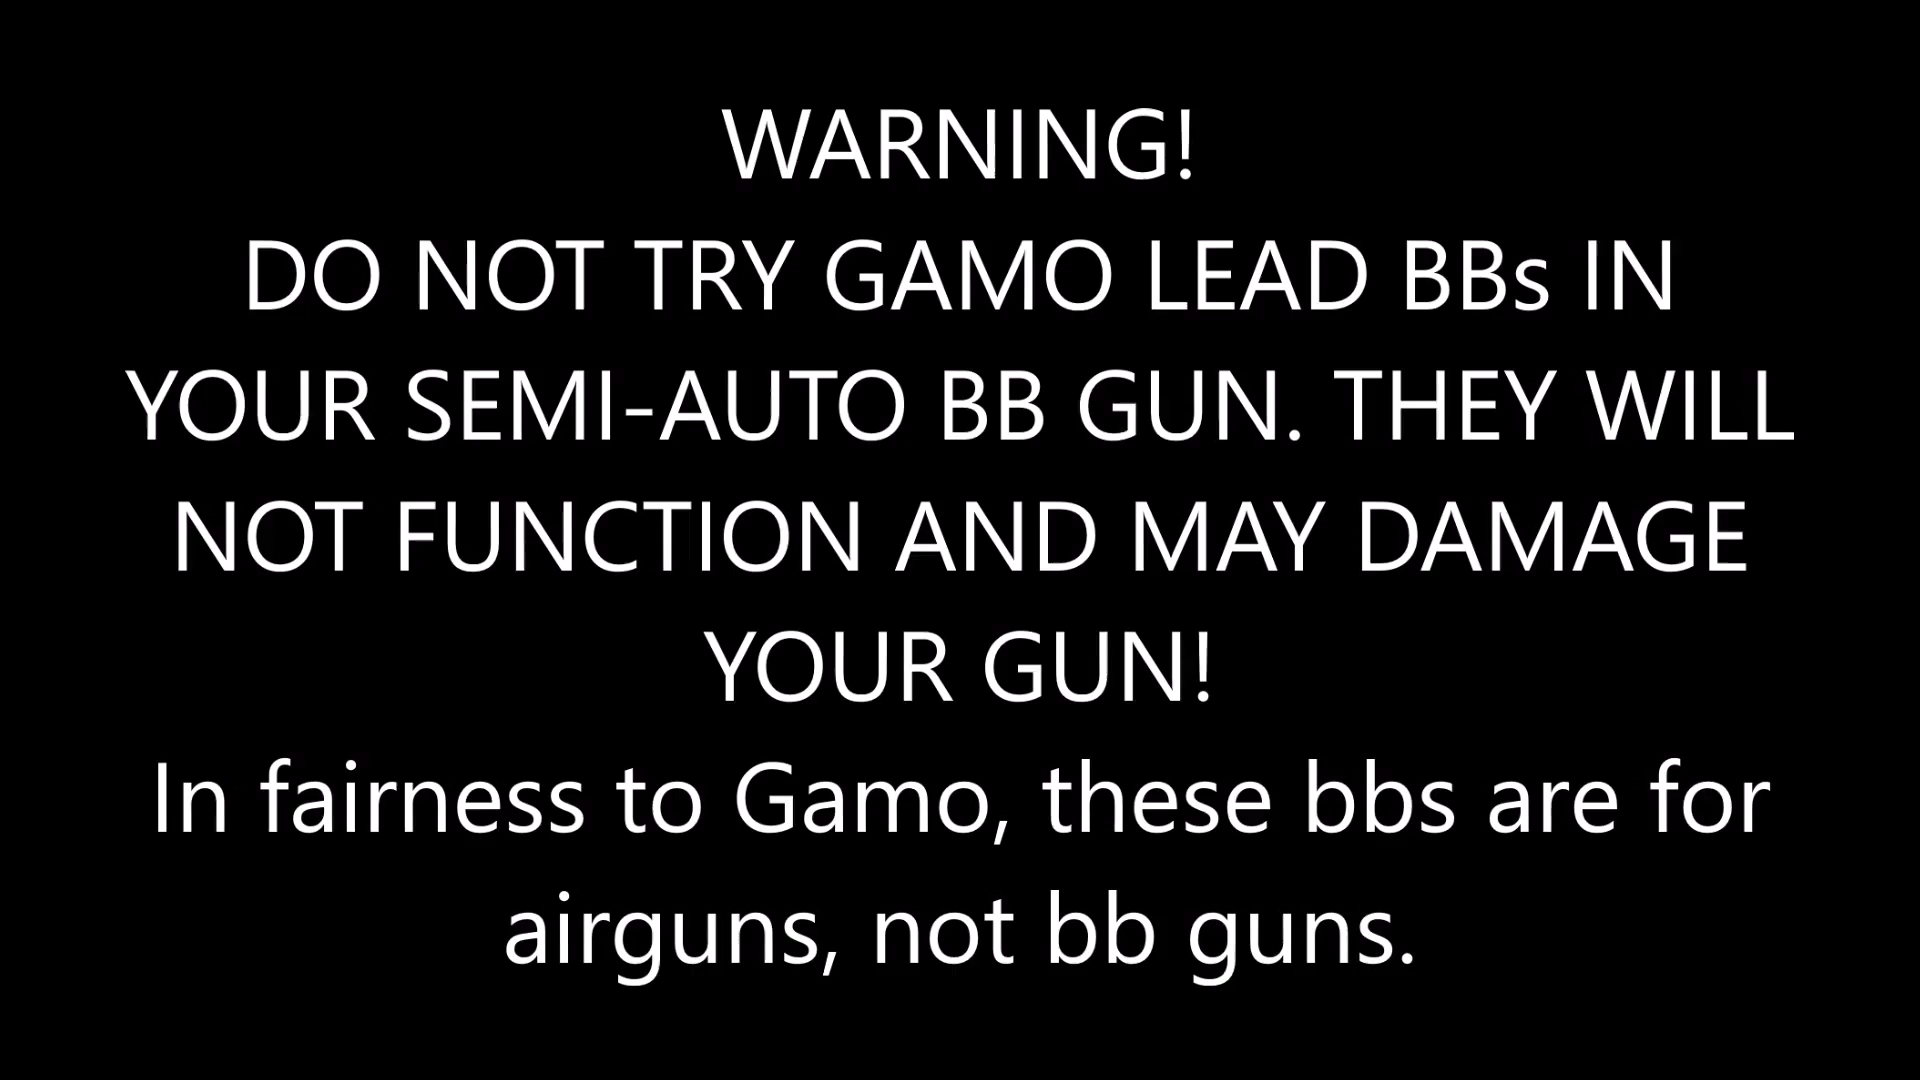 WARNING!
DO NOT TRY GAMO LEAD BBs IN
YOUR SEMI-AUTO BB GUN. THEY WILL
NOT FUNCTION AND MAY DAMAGE
YOUR GUN!
In fairness to Gamo, these bbs are for
airguns, not bb guns.